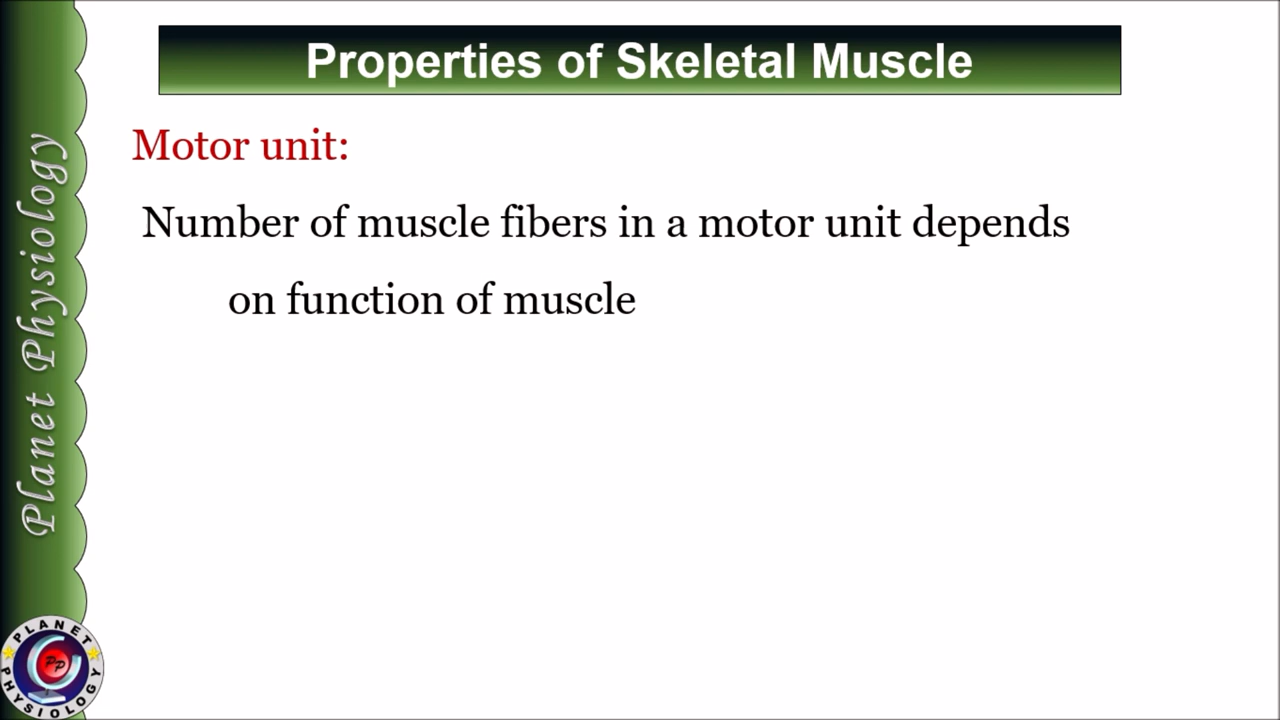 Properties of Skeletal Muscle
Motor unit:
Number of muscle fibers in a motor unit depends
on function of muscle
Planet Physiology
PLANET
PP
PHYSIOLOGY